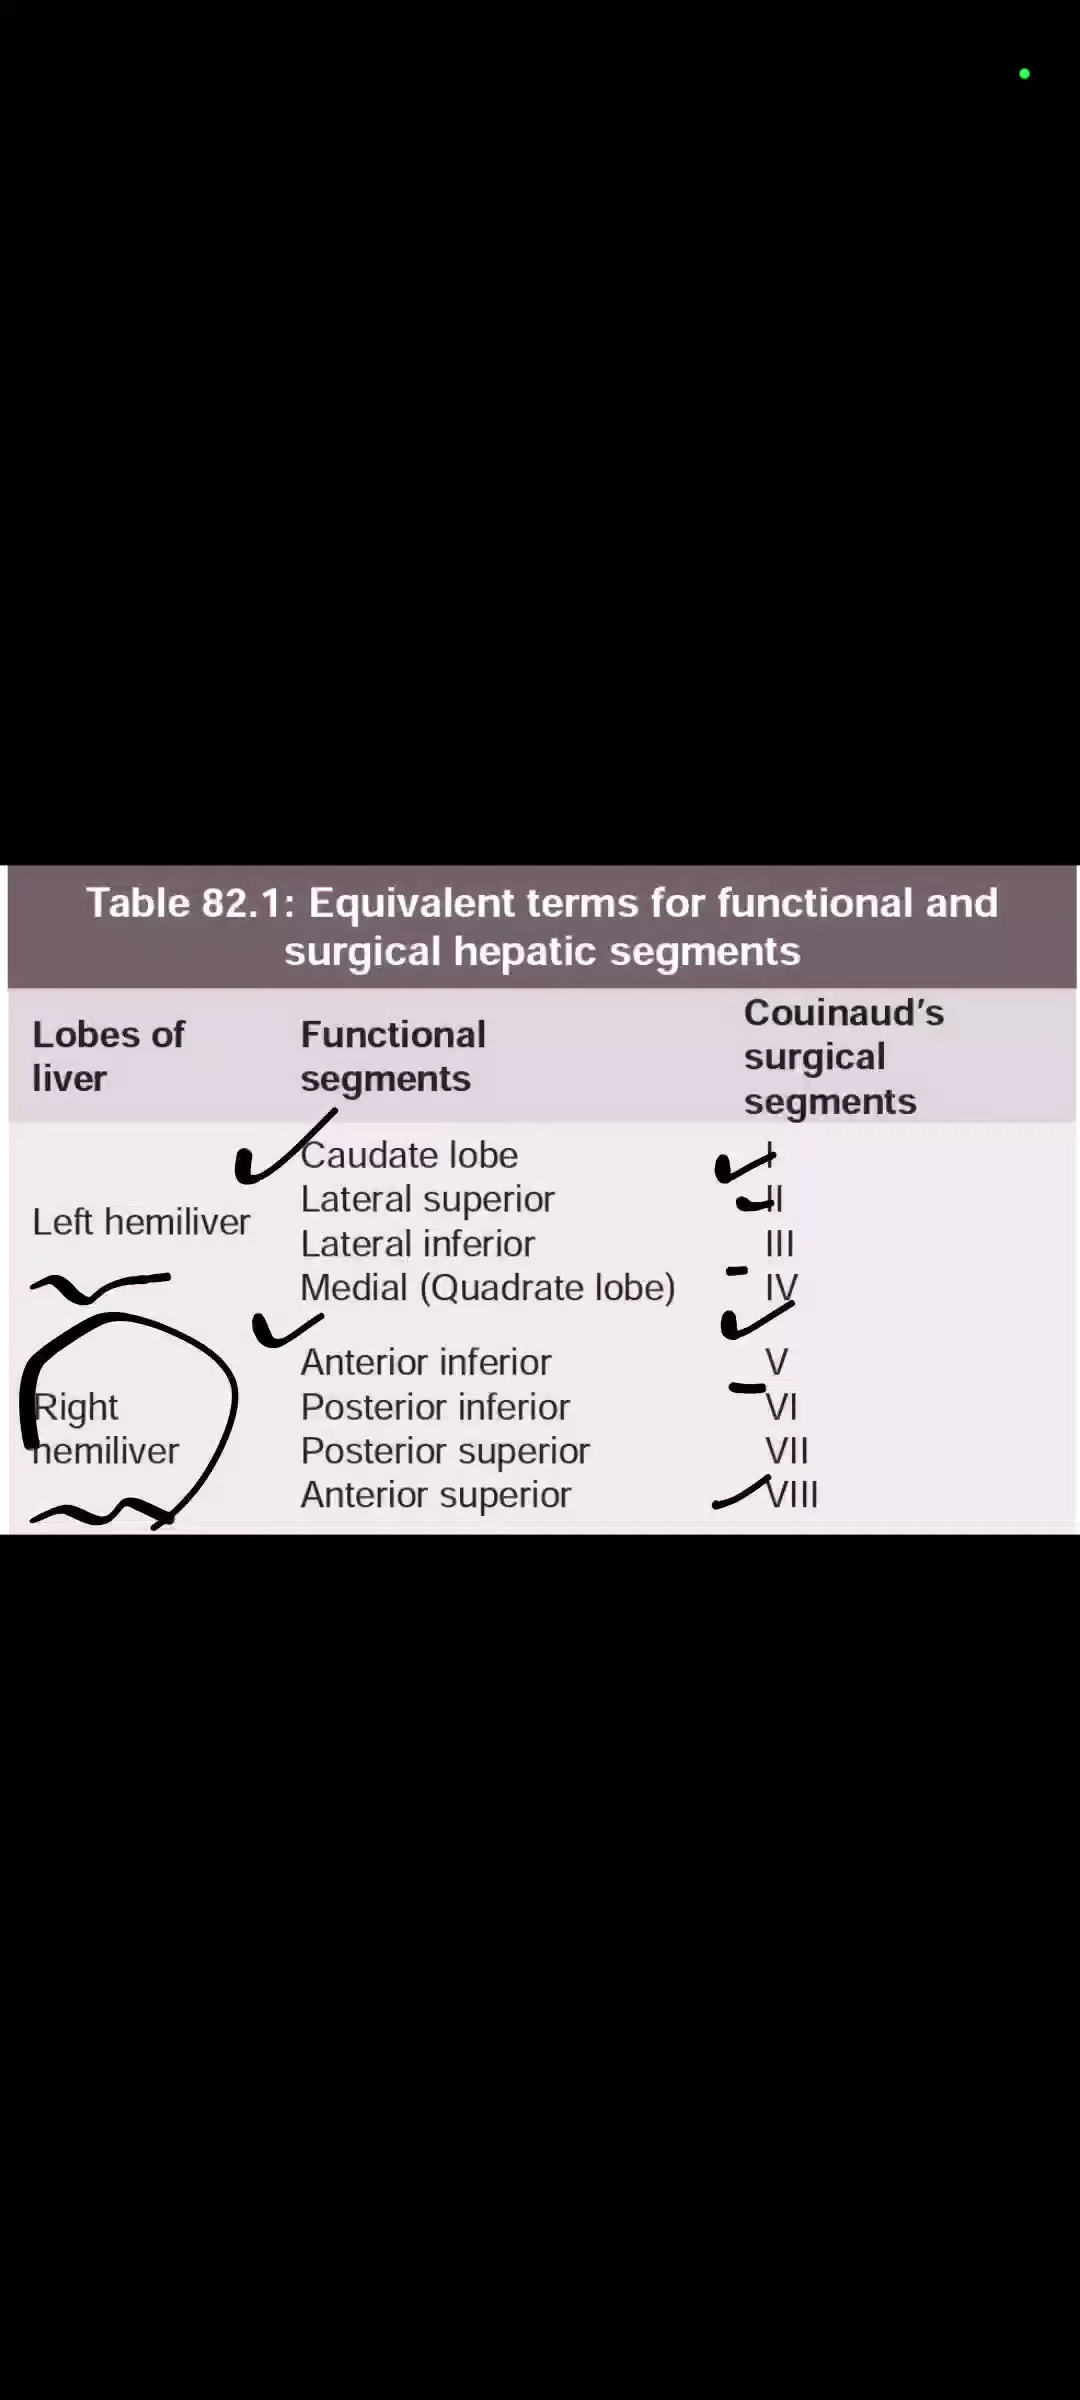 Table 82.1: Equivalent terms for functional and
surgical hepatic segments
Lobes of
liver
Functional
segments
Couinaud's
surgical
segments
Left hemiliver
Caudate lobe I
Lateral superior II
Lateral inferior III
Medial (Quadrate lobe) IV
Right
hemiliver
Anterior inferior V
Posterior inferior VI
Posterior superior VII
Anterior superior VIII